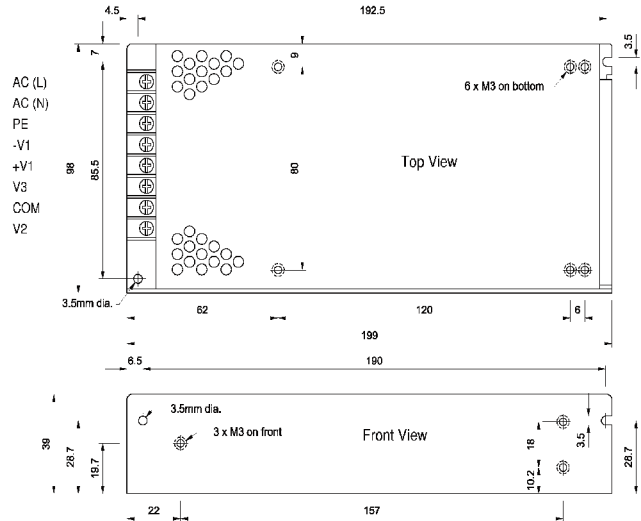 4.5
192.5
7
9
3.5
AC (L)
AC (N)
PE
-V1
+V1
V3
COM
V2
98
85.5
80
6 x M3 on bottom
Top View
3.5mm dia.
62
120
6
199
6.5
190
3.5mm dia.
3 x M3 on front
Front View
39
28.7
19.7
18
3.5
10.2
28.7
22
157